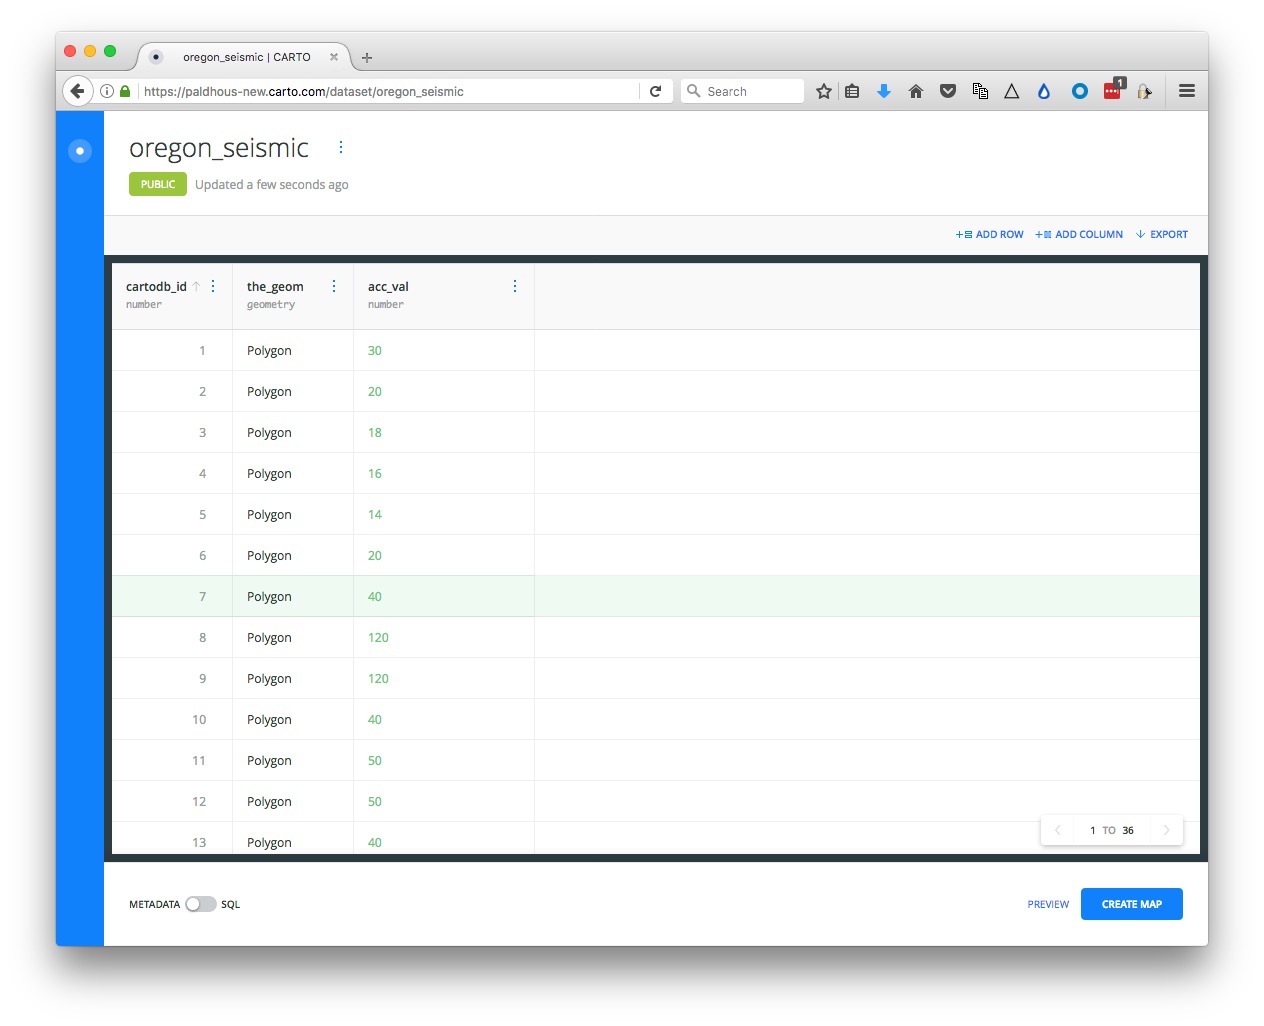 oregon_seismic | CARTO
https://paldhous-new.carto.com/dataset/oregon_seismic
Search
1
oregon_seismic
PUBLIC Updated a few seconds ago
ADD ROW ADD COLUMN EXPORT
cartodb_id the_geom acc_val
number geometry number
1 Polygon 30
2 Polygon 20
3 Polygon 18
4 Polygon 16
5 Polygon 14
6 Polygon 20
7 Polygon 40
8 Polygon 120
9 Polygon 120
10 Polygon 40
11 Polygon 50
12 Polygon 50
13 Polygon 40
1 TO 36
METADATA SQL
PREVIEW CREATE MAP